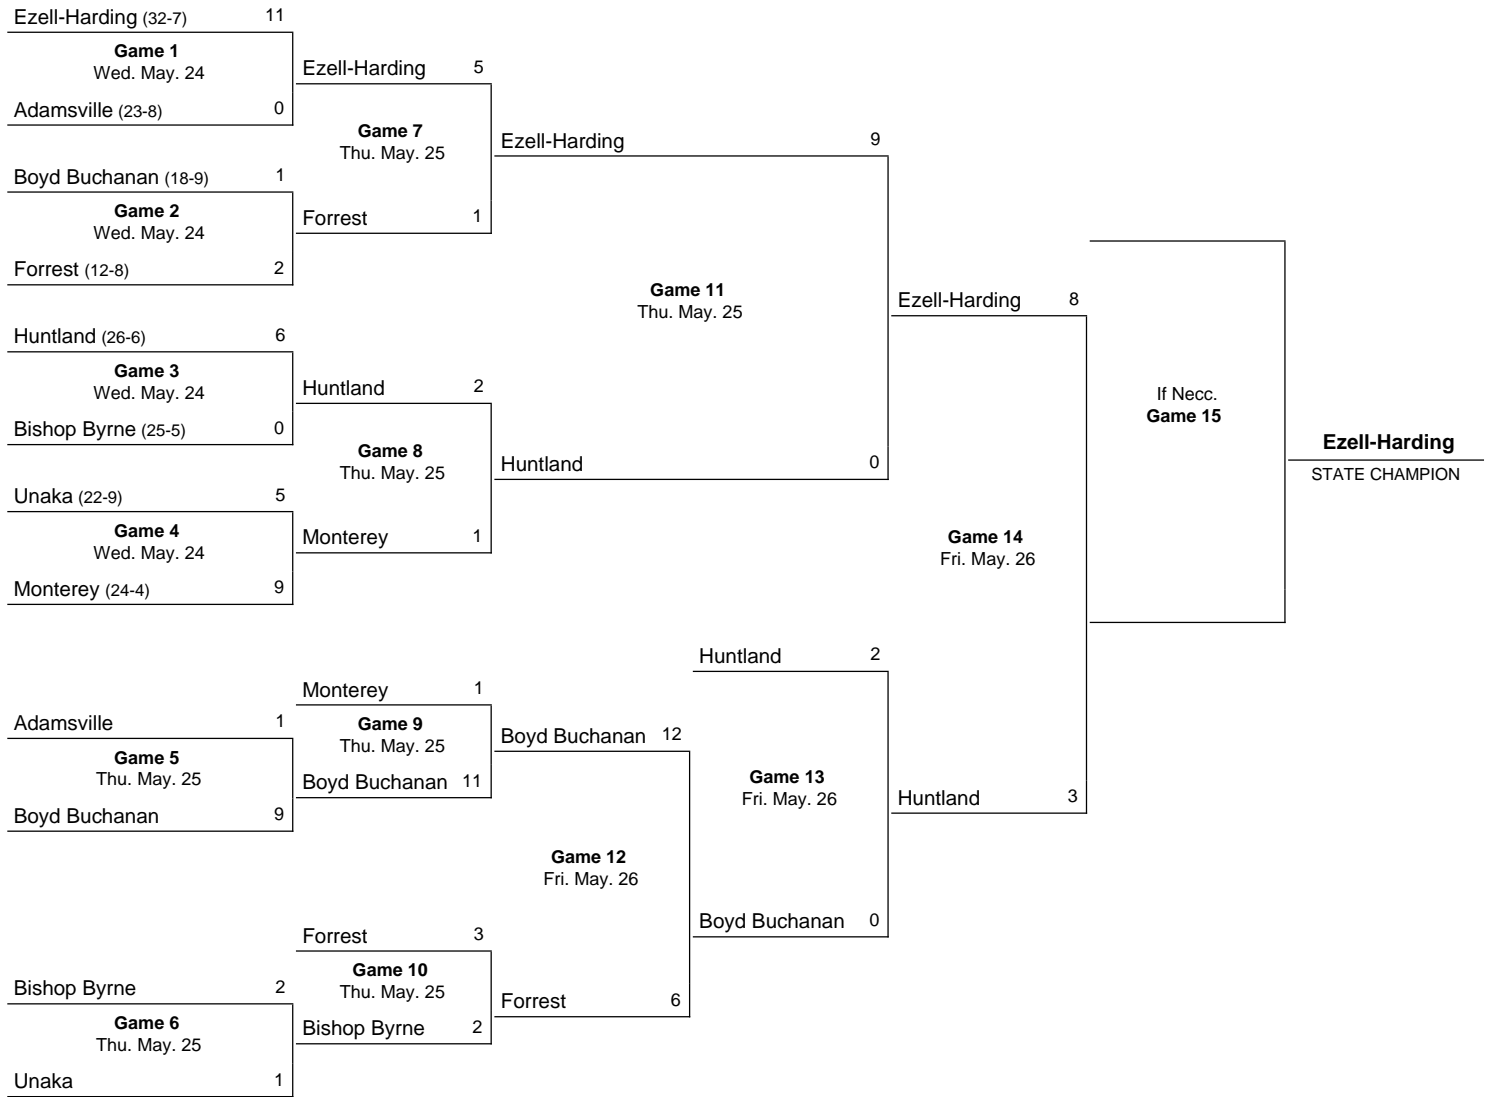 Ezell-Harding (32-7) 11
Game 1
Wed. May. 24
Adamsville (23-8) 0
Boyd Buchanan (18-9) 1
Game 2
Wed. May. 24
Forrest (12-8) 2
Huntland (26-6) 6
Game 3
Wed. May. 24
Bishop Byrne (25-5) 0
Unaka (22-9) 5
Game 4
Wed. May. 24
Monterey (24-4) 9
Adamsville 1
Game 5
Thu. May. 25
Boyd Buchanan 9
Bishop Byrne 2
Game 6
Thu. May. 25
Unaka 1
Ezell-Harding 5
Game 7
Thu. May. 25
Forrest 1
Huntland 2
Game 8
Thu. May. 25
Monterey 1
Monterey 1
Game 9
Thu. May. 25
Boyd Buchanan 11
Forrest 3
Game 10
Thu. May. 25
Bishop Byrne 2
Ezell-Harding 9
Game 11
Thu. May. 25
Huntland 0
Boyd Buchanan 12
Game 12
Fri. May. 26
Forrest 6
Huntland 2
Game 13
Fri. May. 26
Boyd Buchanan 0
Ezell-Harding 8
Game 14
Fri. May. 26
Huntland 3
If Necc.
Game 15
Ezell-Harding
STATE CHAMPION